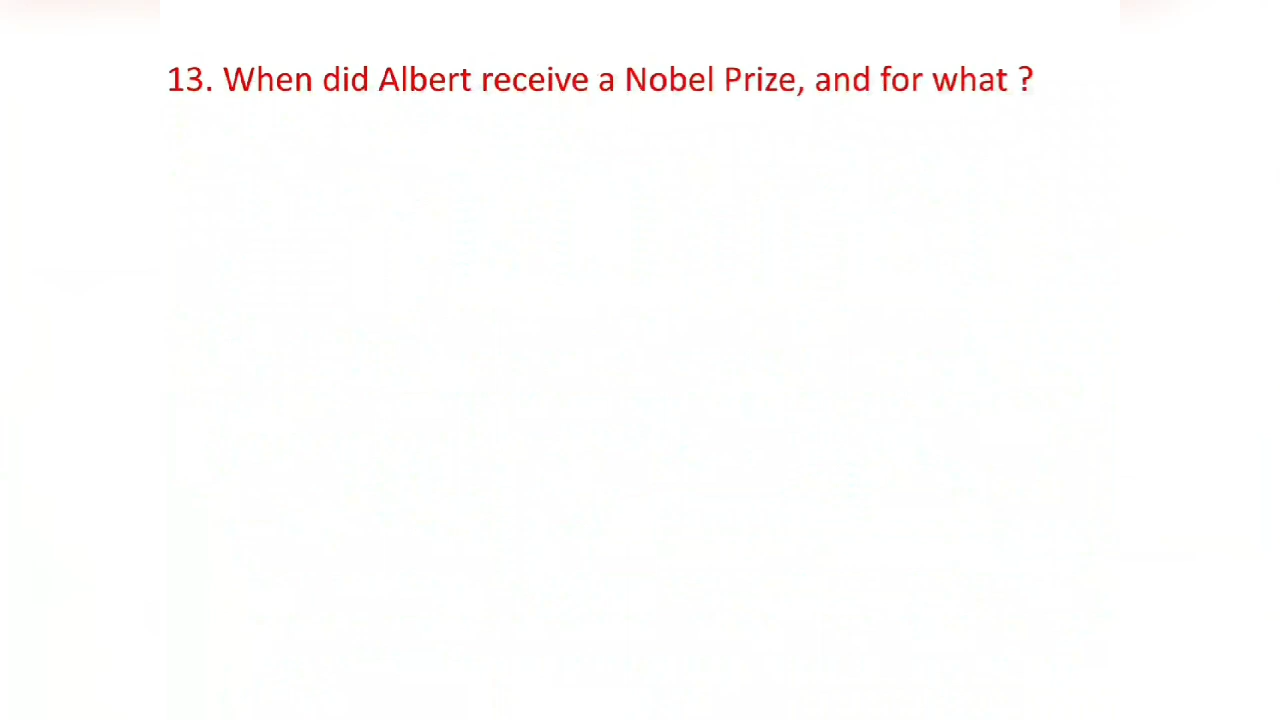 13. When did Albert receive a Nobel Prize, and for what ?